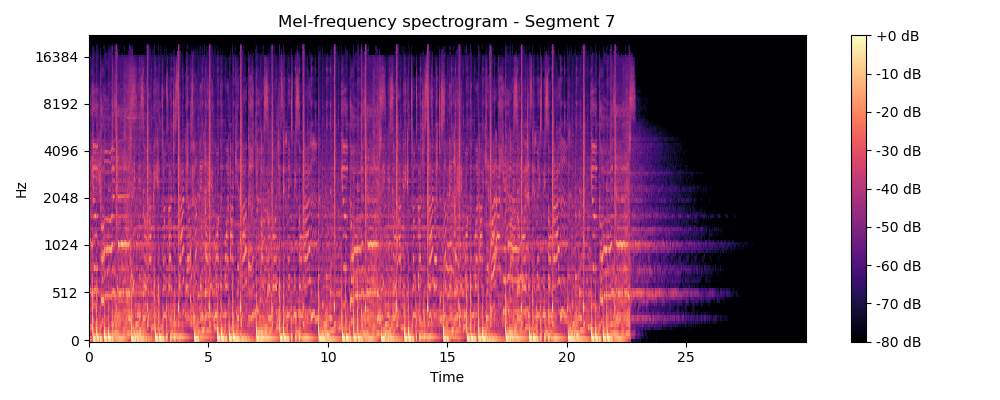 Mel-frequency spectrogram - Segment 7
16384
8192
4096
2048
1024
512
0
Hz
0 5 10 15 20 25
Time
+0 dB
-10 dB
-20 dB
-30 dB
-40 dB
-50 dB
-60 dB
-70 dB
-80 dB